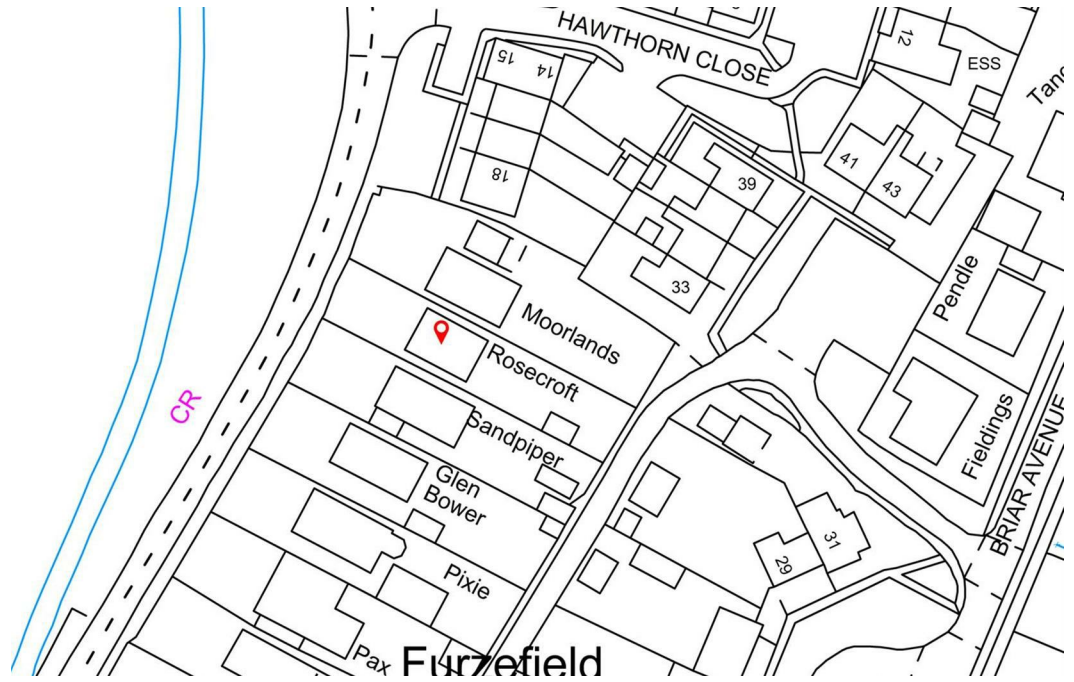 HAWTHORN CLOSE
12
ESS
15
14
41
43
39
18
33
Pendle
Moorlands
Rosecroft
CR
Sandpiper
Fieldings
BRIAR AVENUE
Glen
Bower
31
29
Pixie
Pax
Furzefield